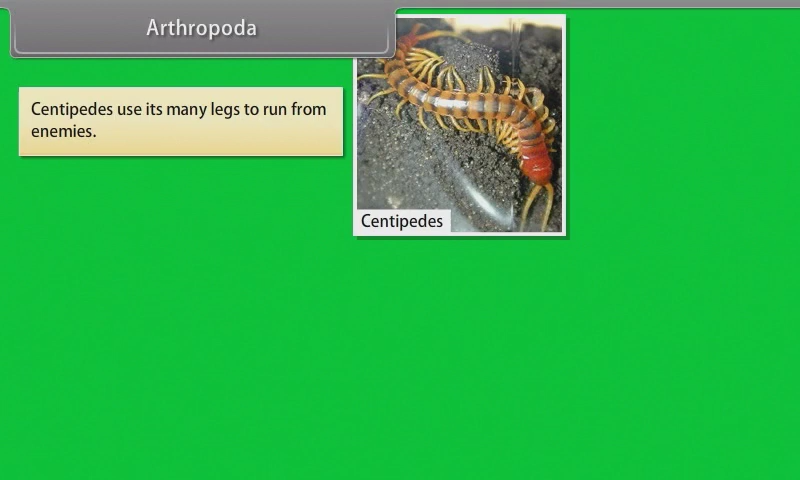 Arthropoda
Centipedes use its many legs to run from
enemies.
Centipedes